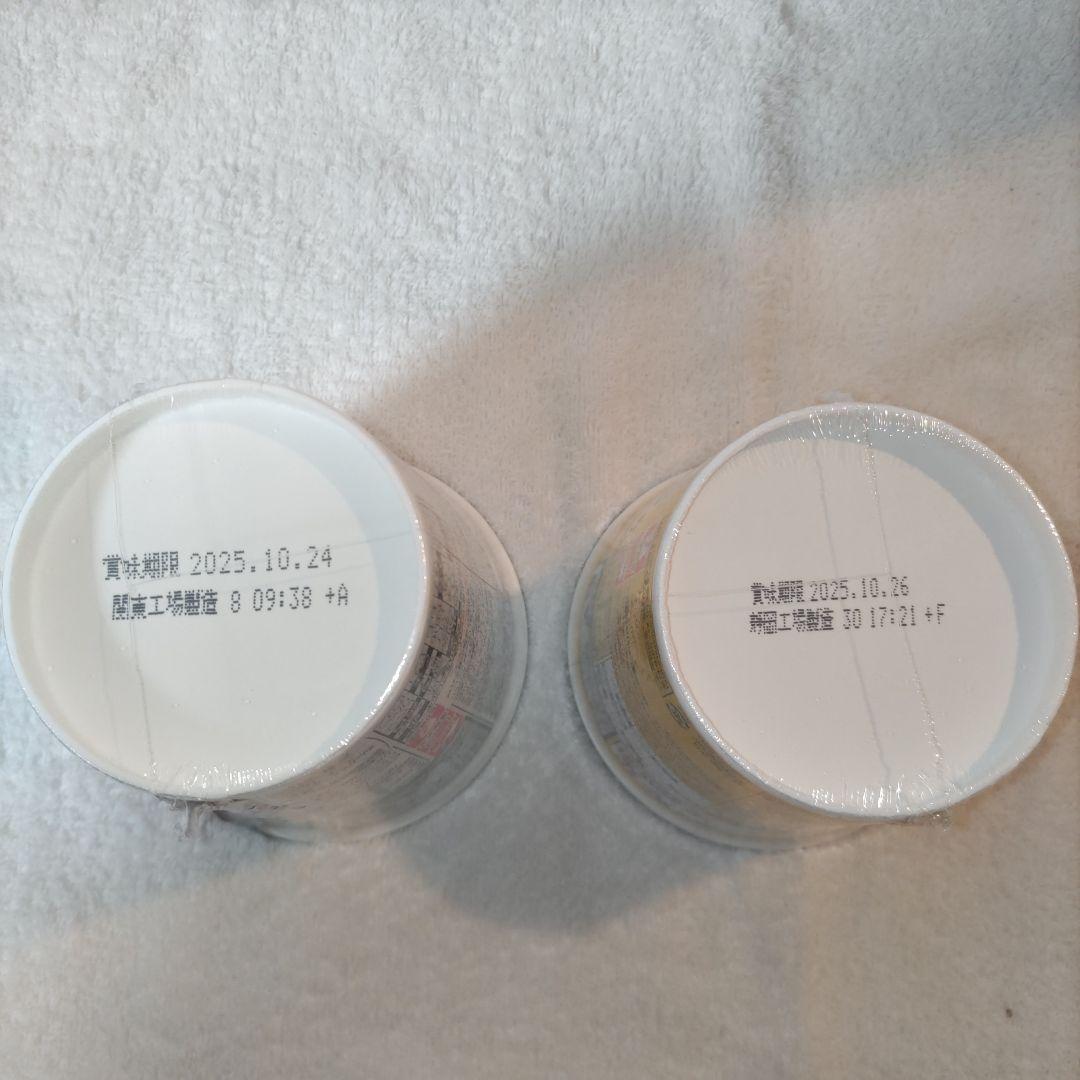 賞味期限 2025.10.24
関東工場製造 8 09:38 +A
賞味期限 2025.10.26
静岡工場製造 30 17:21 +F